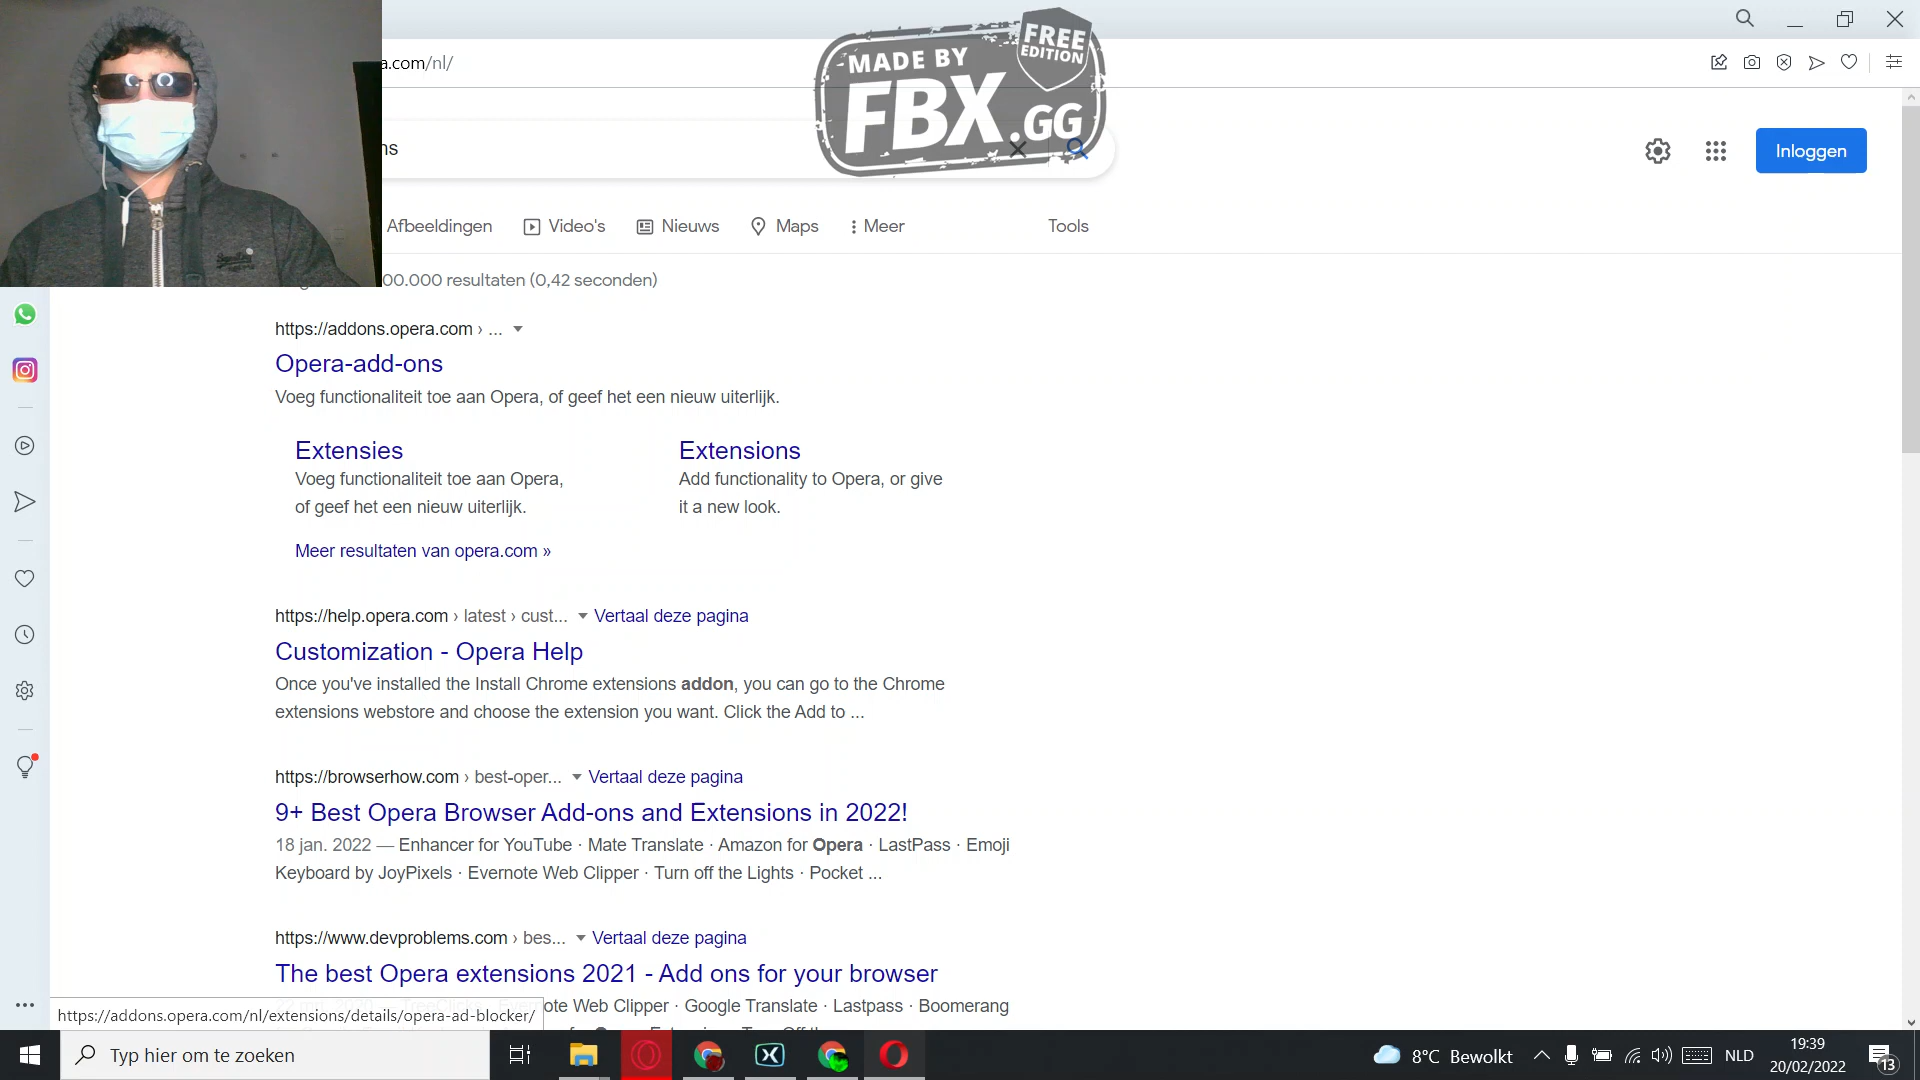 MADE BY
FBX.GG
FREE
EDITION
a.com/nl/
ns
Inloggen
Afbeeldingen
Video's
Nieuws
Maps
Meer
Tools
00.000 resultaten (0,42 seconden)
https://addons.opera.com › ...
Opera-add-ons
Voeg functionaliteit toe aan Opera, of geef het een nieuw uiterlijk.
Extensies
Voeg functionaliteit toe aan Opera,
of geef het een nieuw uiterlijk.
Extensions
Add functionality to Opera, or give
it a new look.
Meer resultaten van opera.com »
https://help.opera.com › latest › cust... Vertaal deze pagina
Customization - Opera Help
Once you've installed the Install Chrome extensions addon, you can go to the Chrome
extensions webstore and choose the extension you want. Click the Add to ...
https://browserhow.com › best-oper... Vertaal deze pagina
9+ Best Opera Browser Add-ons and Extensions in 2022!
18 jan. 2022 — Enhancer for YouTube · Mate Translate · Amazon for Opera · LastPass · Emoji
Keyboard by JoyPixels · Evernote Web Clipper · Turn off the Lights · Pocket ...
https://www.devproblems.com › bes... Vertaal deze pagina
The best Opera extensions 2021 - Add ons for your browser
ote Web Clipper · Google Translate · Lastpass · Boomerang
https://addons.opera.com/nl/extensions/details/opera-ad-blocker/
Typ hier om te zoeken
8°C Bewolkt
NLD
19:39
20/02/2022
13